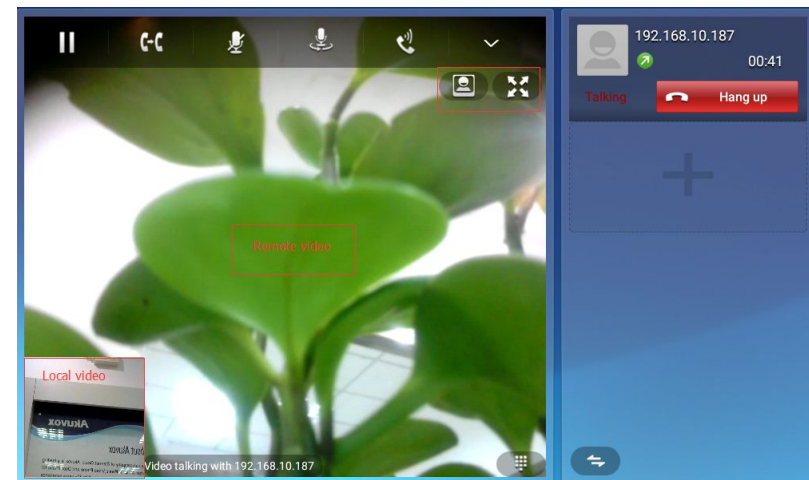 192.168.10.187
00:41
Talking
Hang up
Remote video
Local video
Akuvox
Video talking with 192.168.10.187